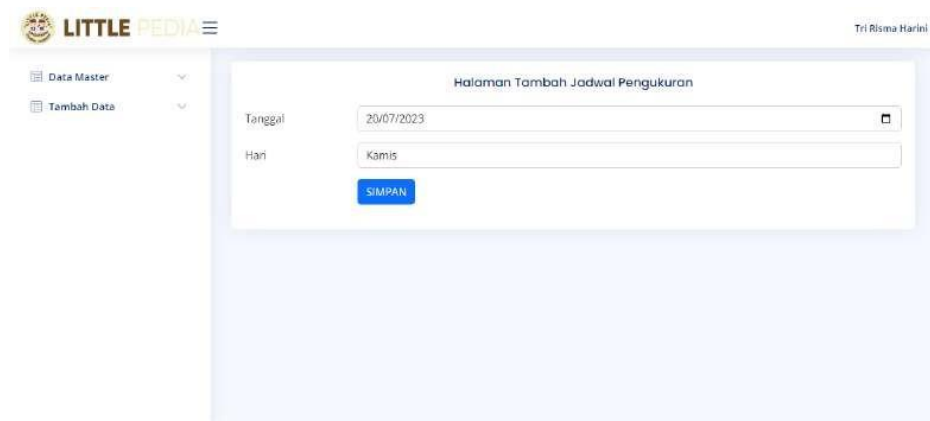 LITTLE PEDIA
Tri Risma Harini
Data Master
Tambah Data
Halaman Tambah Jadwal Pengukuran
Tanggal
20/07/2023
Hari
Kamis
SIMPAN